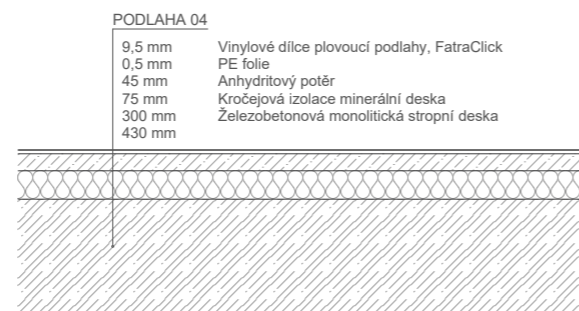 PODLAHA 04
9,5 mm Vinylové dílce plovoucí podlahy, FatraClick
0,5 mm PE folie
45 mm Anhydritový potěr
75 mm Kročejová izolace minerální deska
300 mm Železobetonová monolitická stropní deska
430 mm